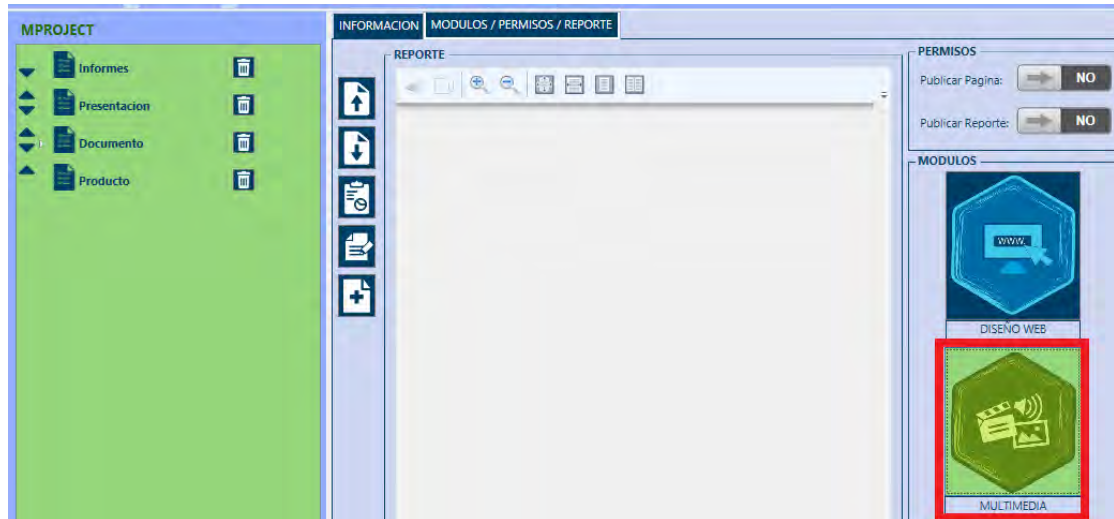 MPROJECT
Informes
Presentacion
Documento
Producto
INFORMACION MODULOS / PERMISOS / REPORTE
REPORTE
PERMISOS
Publicar Pagina: NO
Publicar Reporte: NO
MODULOS
WWW.
DISEÑO WEB
MULTIMEDIA